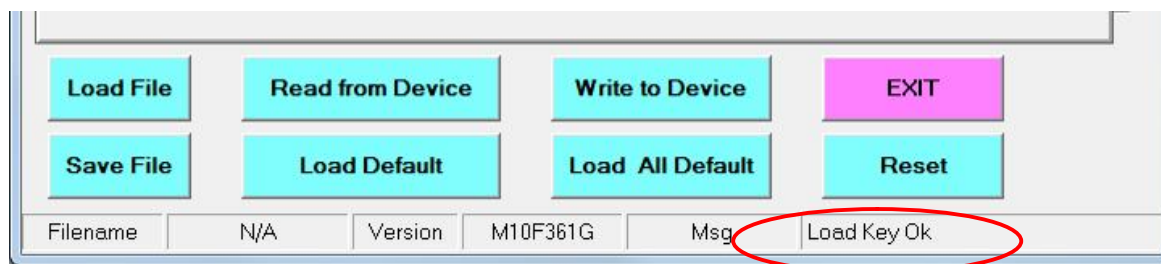 Load File Read from Device Write to Device EXIT
Save File Load Default Load All Default Reset
Filename N/A Version M10F361G Msg Load Key Ok